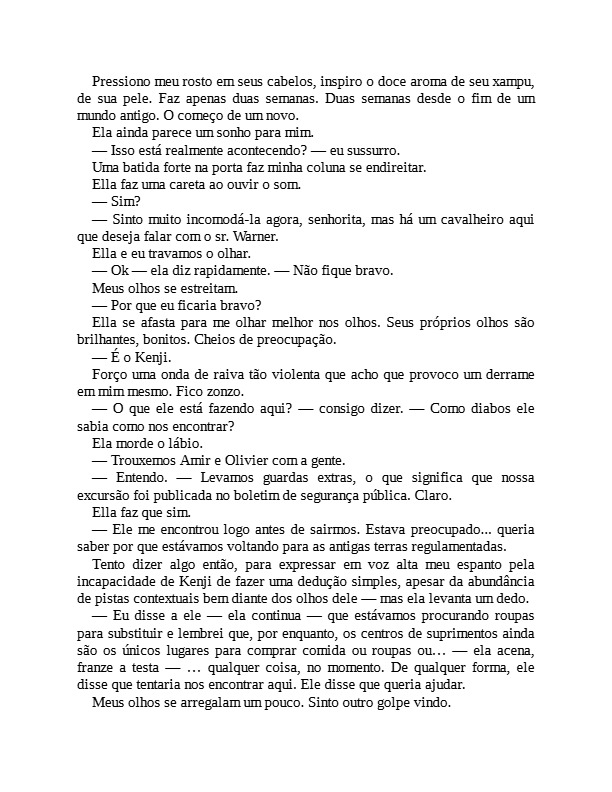 Pressiono meu rosto em seus cabelos, inspiro o doce aroma de seu xampu,
de sua pele. Faz apenas duas semanas. Duas semanas desde o fim de um
mundo antigo. O começo de um novo.
Ela ainda parece um sonho para mim.
— Isso está realmente acontecendo? — eu sussurro.
Uma batida forte na porta faz minha coluna se endireitar.
Ella faz uma careta ao ouvir o som.
— Sim?
— Sinto muito incomodá-la agora, senhorita, mas há um cavalheiro aqui
que deseja falar com o sr. Warner.
Ella e eu travamos o olhar.
— Ok — ela diz rapidamente. — Não fique bravo.
Meus olhos se estreitam.
— Por que eu ficaria bravo?
Ella se afasta para me olhar melhor nos olhos. Seus próprios olhos são
brilhantes, bonitos. Cheios de preocupação.
— É o Kenji.
Forço uma onda de raiva tão violenta que acho que provoco um derrame
em mim mesmo. Fico zonzo.
— O que ele está fazendo aqui? — consigo dizer. — Como diabos ele
sabia como nos encontrar?
Ela morde o lábio.
— Trouxemos Amir e Olivier com a gente.
— Entendo. — Levamos guardas extras, o que significa que nossa
excursão foi publicada no boletim de segurança pública. Claro.
Ella faz que sim.
— Ele me encontrou logo antes de sairmos. Estava preocupado... queria
saber por que estávamos voltando para as antigas terras regulamentadas.
Tento dizer algo então, para expressar em voz alta meu espanto pela
incapacidade de Kenji de fazer uma dedução simples, apesar da abundância
de pistas contextuais bem diante dos olhos dele — mas ela levanta um dedo.
— Eu disse a ele — ela continua — que estávamos procurando roupas
para substituir e lembrei que, por enquanto, os centros de suprimentos ainda
são os únicos lugares para comprar comida ou roupas ou… — ela acena,
franze a testa — … qualquer coisa, no momento. De qualquer forma, ele
disse que tentaria nos encontrar aqui. Ele disse que queria ajudar.
Meus olhos se arregalam um pouco. Sinto outro golpe vindo.